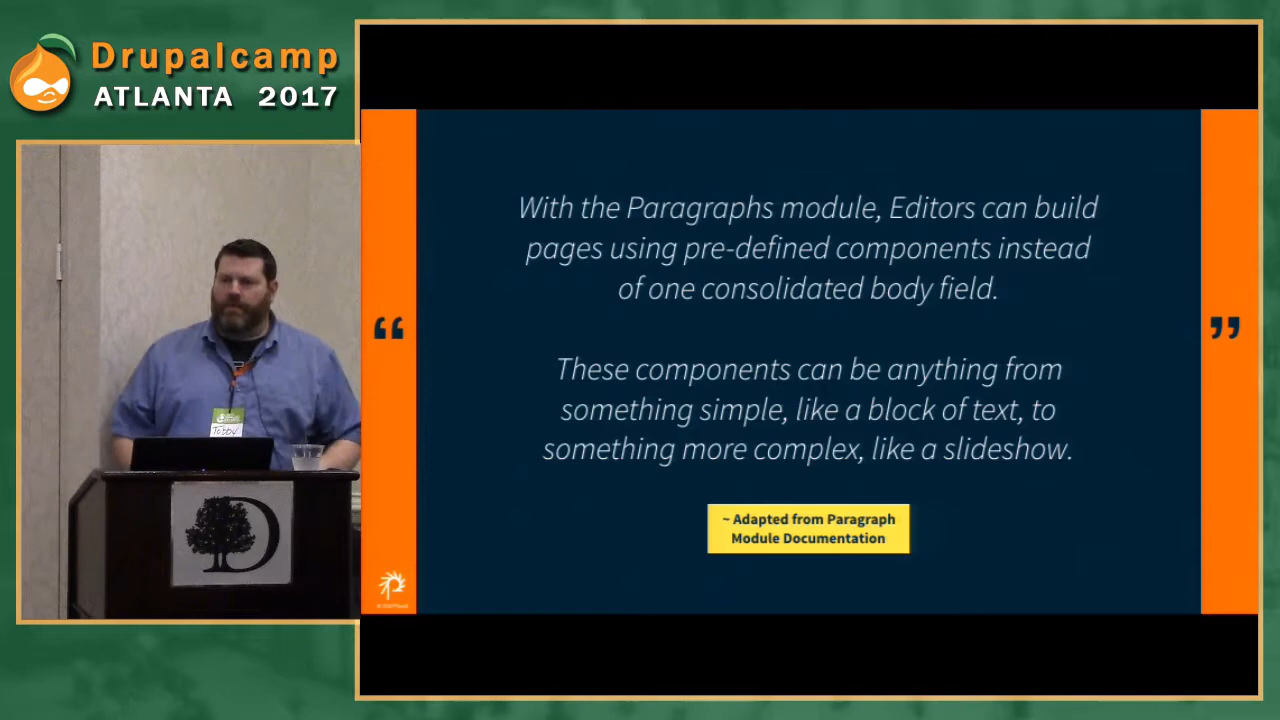 Drupalcamp
ATLANTA 2017
With the Paragraphs module, Editors can build
pages using pre-defined components instead
of one consolidated body field.
“
”
These components can be anything from
something simple, like a block of text, to
something more complex, like a slideshow.
~ Adapted from Paragraph
Module Documentation
TOBBY
D